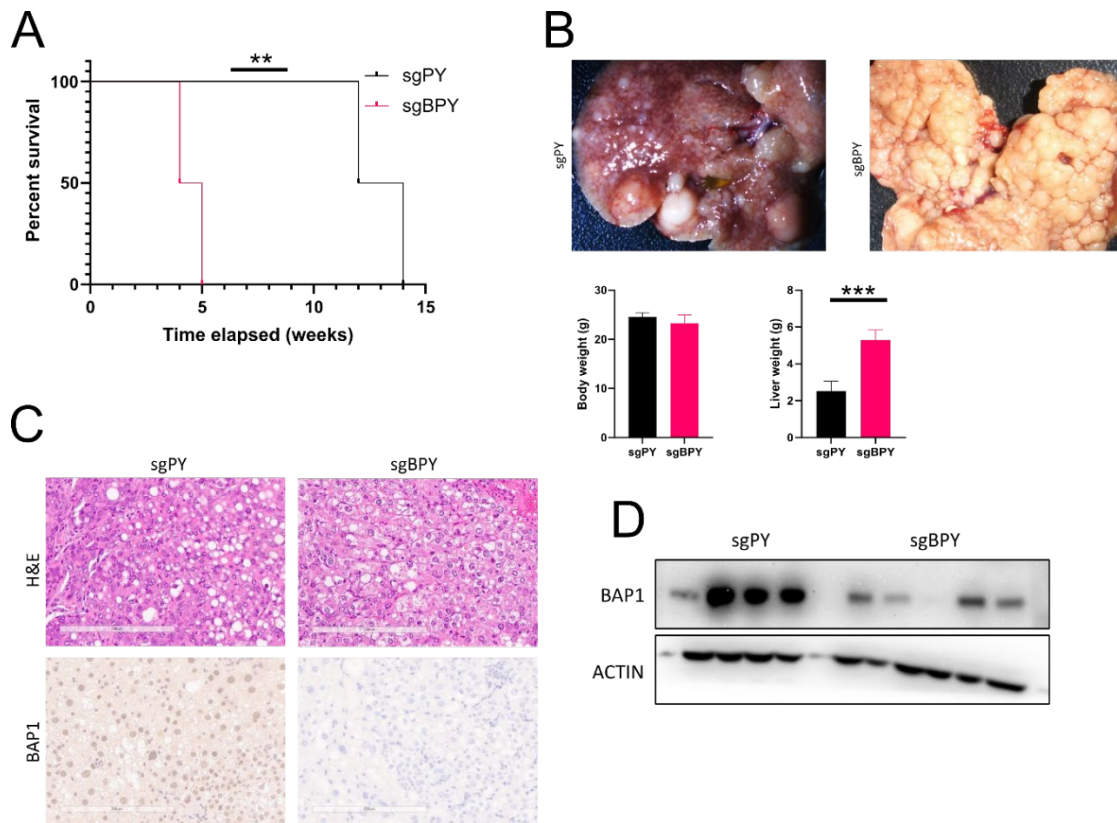 A
**
sgPY
sgBPY
Percent survival
100
50
0
0
5
10
15
Time elapsed (weeks)
B
sgPY
sgBPY
Body weight (g)
30
20
10
0
sgPY
sgBPY
***
Liver weight (g)
8
6
4
2
0
sgPY
sgBPY
C
sgPY
sgBPY
H&E
BAP1
D
sgPY
sgBPY
BAP1
ACTIN